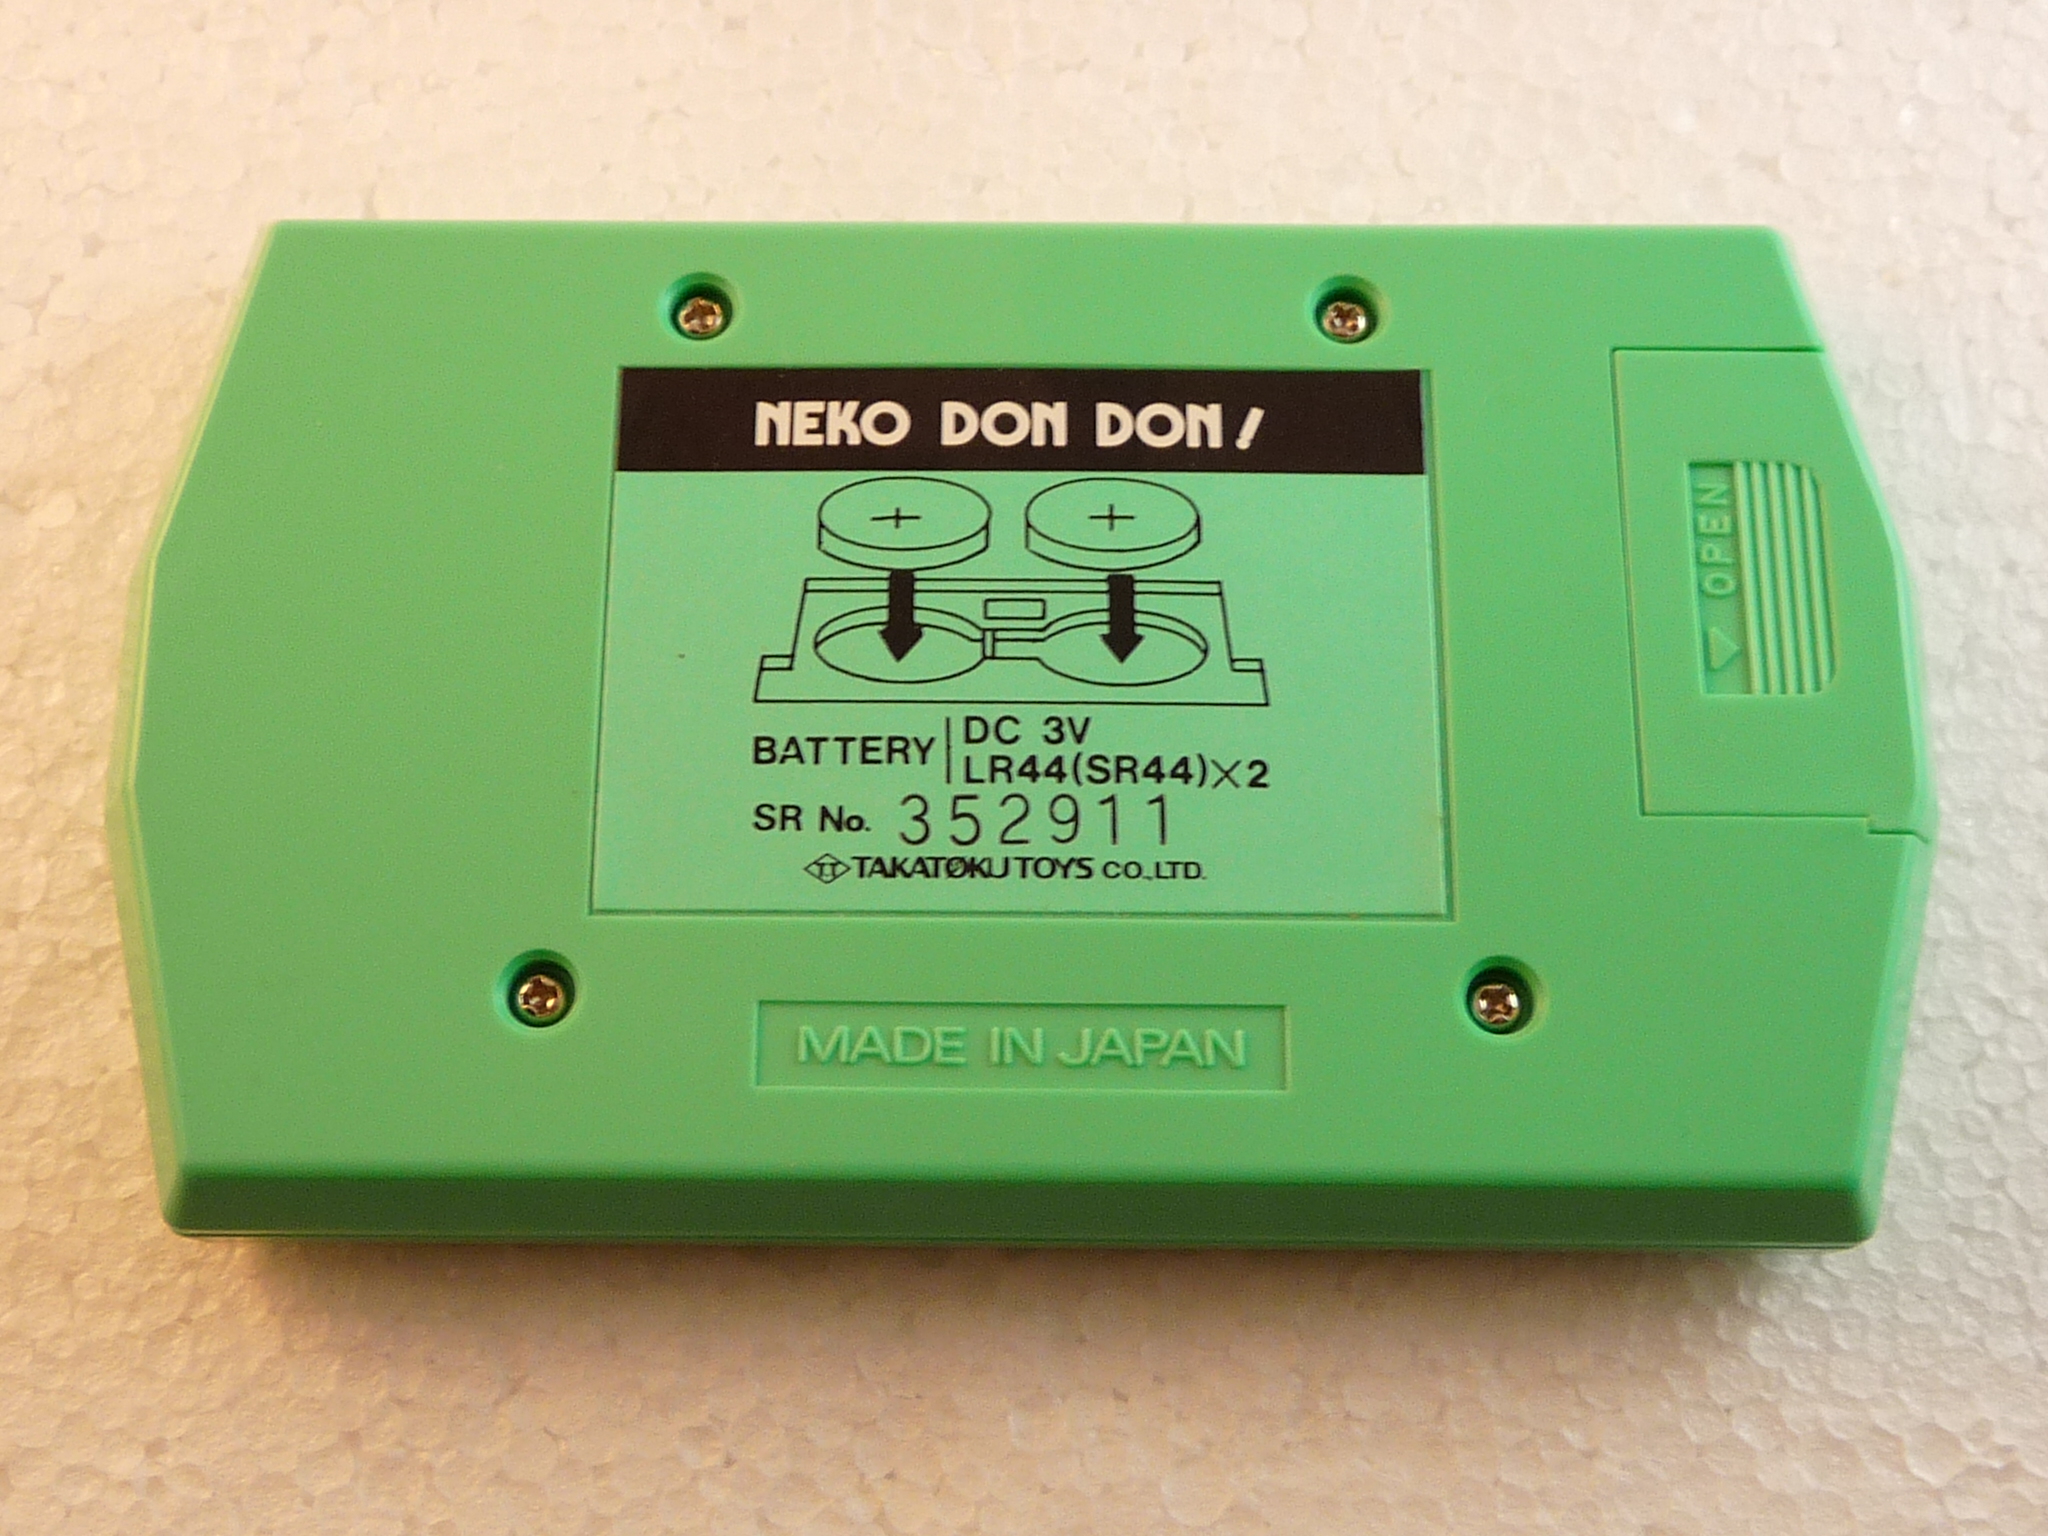 NEKO DON DON!
+ +
BATTERY DC 3V
LR44(SR44)×2
SR No. 352911
TT TAKATOKU TOYS CO.,LTD.
OPEN
MADE IN JAPAN